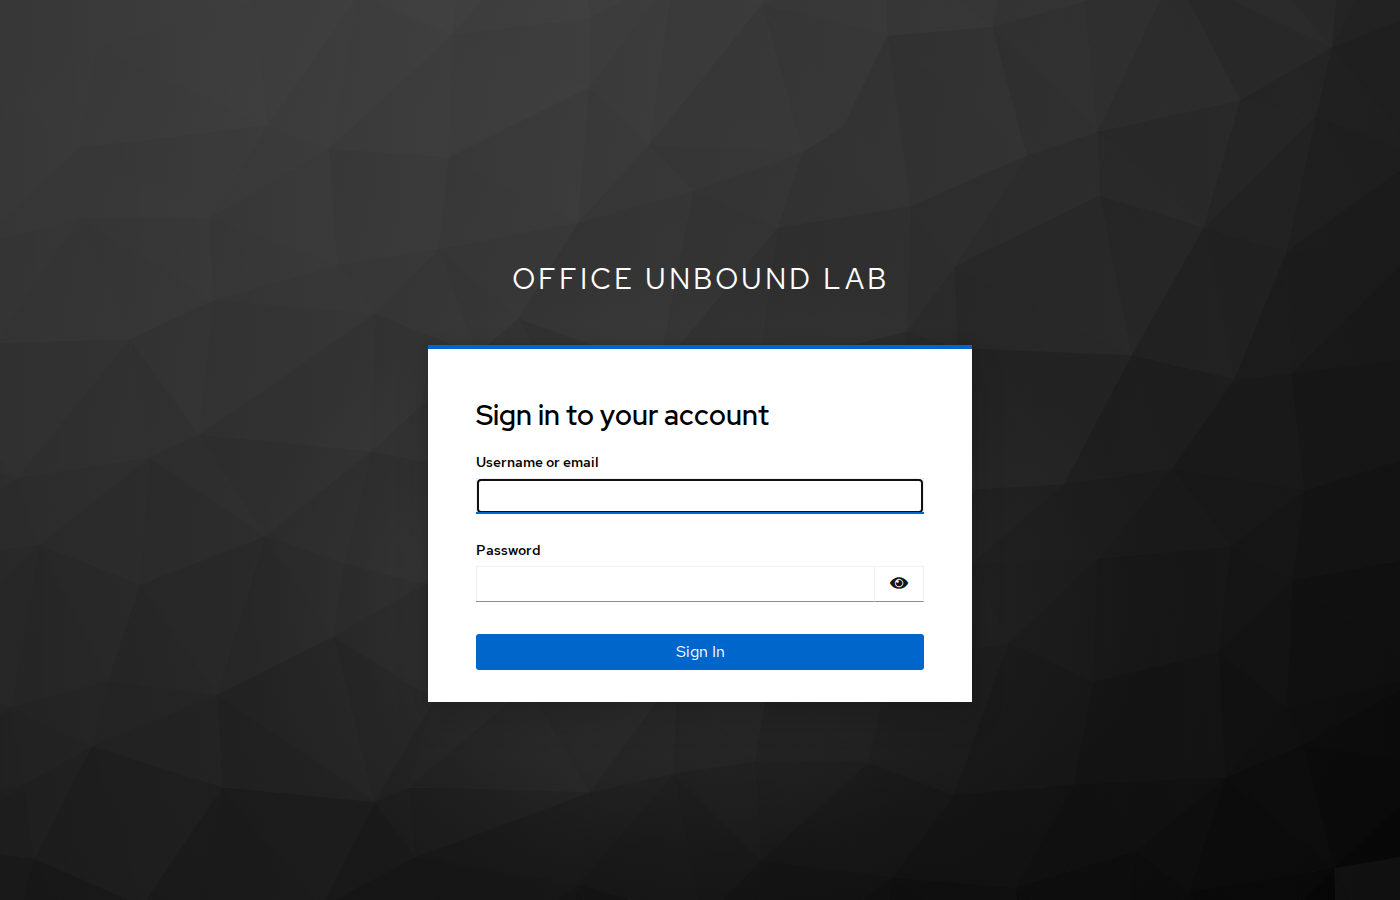 OFFICE UNBOUND LAB
Sign in to your account
Username or email
Password
Sign In